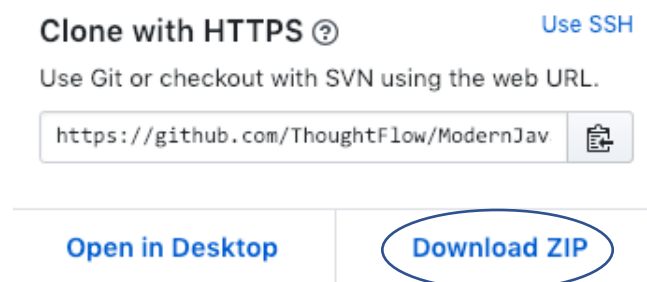 Clone with HTTPS ?
Use SSH
Use Git or checkout with SVN using the web URL.
https://github.com/ThoughtFlow/ModernJav
Open in Desktop
Download ZIP